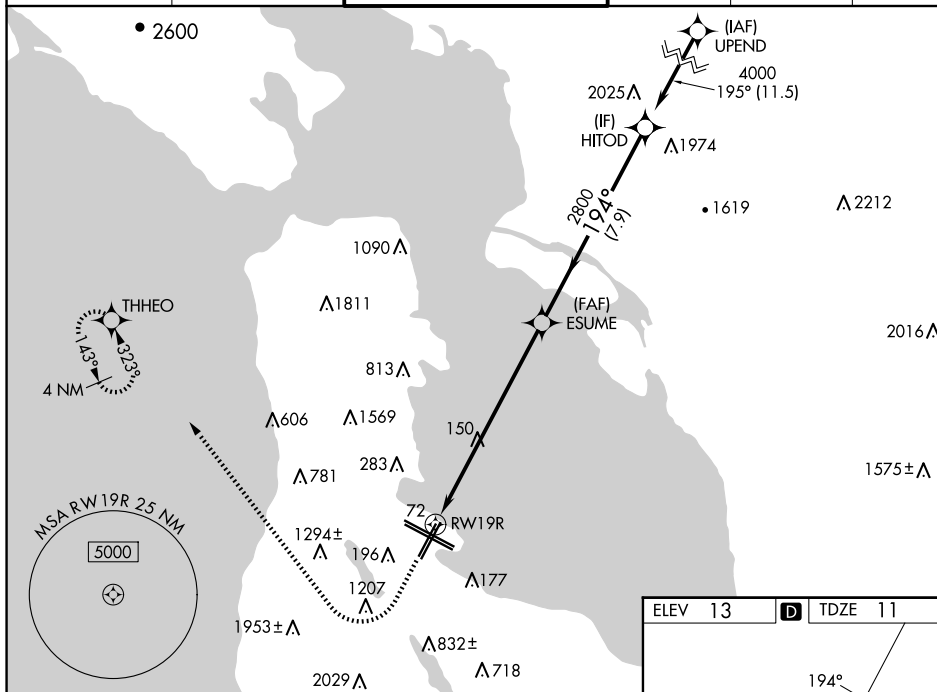 2600
(IAF)
UPEND
4000
195° (11.5)
2025
(IF)
HITOD
1974
2800
194°
(7.9)
1619
2212
1090
THHEO
1811
(FAF)
ESUME
2016
143°
323°
4 NM
813
606
1569
150
283
781
1575±
MSA RW19R 25 NM
5000
72
RW19R
1294±
196
177
1207
1953±
832±
718
2029
ELEV 13
D
TDZE 11
194°